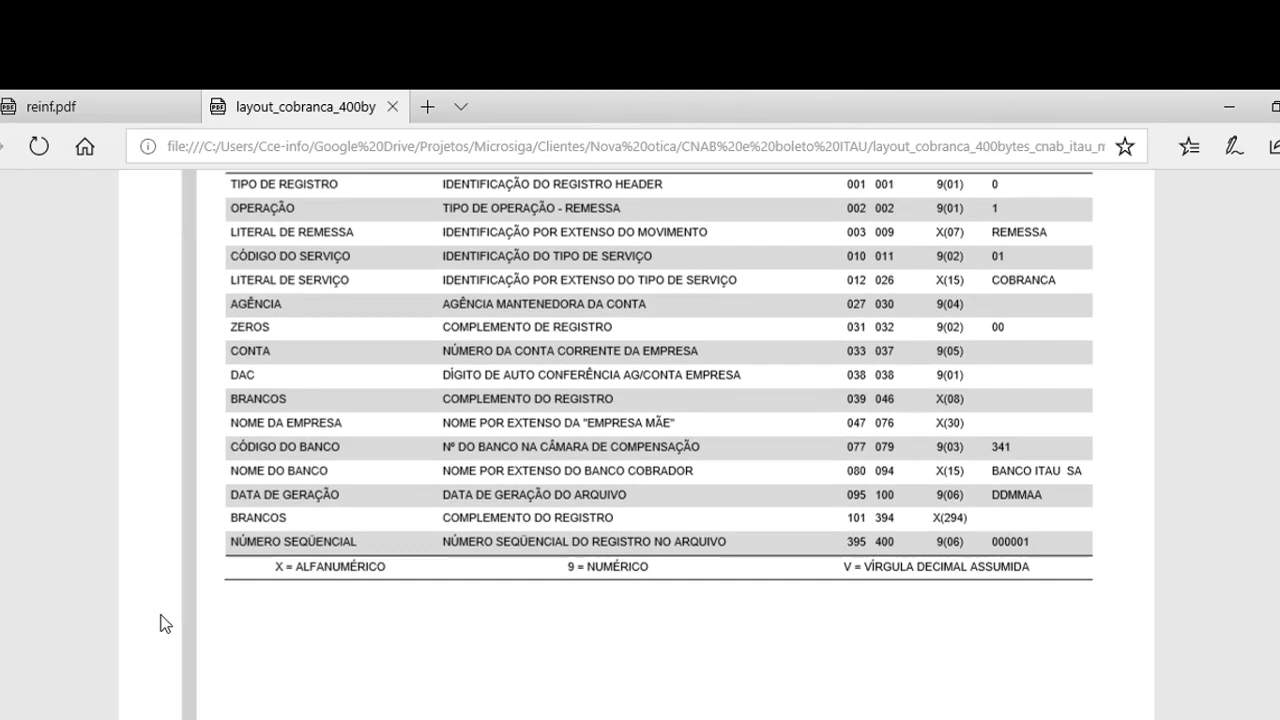 reinf.pdf
layout_cobranca_400by
file:///C:/Users/Cce-info/Google%20Drive/Projetos/Microsiga/Clientes/Nova%20otica/CNAB%20e%20boleto%20ITAU/layout_cobranca_400bytes_cnab_itau_m
TIPO DE REGISTRO IDENTIFICAÇÃO DO REGISTRO HEADER 001 001 9(01) 0
OPERAÇÃO TIPO DE OPERAÇÃO - REMESSA 002 002 9(01) 1
LITERAL DE REMESSA IDENTIFICAÇÃO POR EXTENSO DO MOVIMENTO 003 009 X(07) REMESSA
CÓDIGO DO SERVIÇO IDENTIFICAÇÃO DO TIPO DE SERVIÇO 010 011 9(02) 01
LITERAL DE SERVIÇO IDENTIFICAÇÃO POR EXTENSO DO TIPO DE SERVIÇO 012 026 X(15) COBRANCA
AGÊNCIA AGÊNCIA MANTENEDORA DA CONTA 027 030 9(04)
ZEROS COMPLEMENTO DE REGISTRO 031 032 9(02) 00
CONTA NÚMERO DA CONTA CORRENTE DA EMPRESA 033 037 9(05)
DAC DÍGITO DE AUTO CONFERÊNCIA AG/CONTA EMPRESA 038 038 9(01)
BRANCOS COMPLEMENTO DO REGISTRO 039 046 X(08)
NOME DA EMPRESA NOME POR EXTENSO DA "EMPRESA MÃE" 047 076 X(30)
CÓDIGO DO BANCO Nº DO BANCO NA CÂMARA DE COMPENSAÇÃO 077 079 9(03) 341
NOME DO BANCO NOME POR EXTENSO DO BANCO COBRADOR 080 094 X(15) BANCO ITAU SA
DATA DE GERAÇÃO DATA DE GERAÇÃO DO ARQUIVO 095 100 9(06) DDMMAA
BRANCOS COMPLEMENTO DO REGISTRO 101 394 X(294)
NÚMERO SEQÜENCIAL NÚMERO SEQÜENCIAL DO REGISTRO NO ARQUIVO 395 400 9(06) 000001
X = ALFANUMÉRICO 9 = NUMÉRICO V = VÍRGULA DECIMAL ASSUMIDA